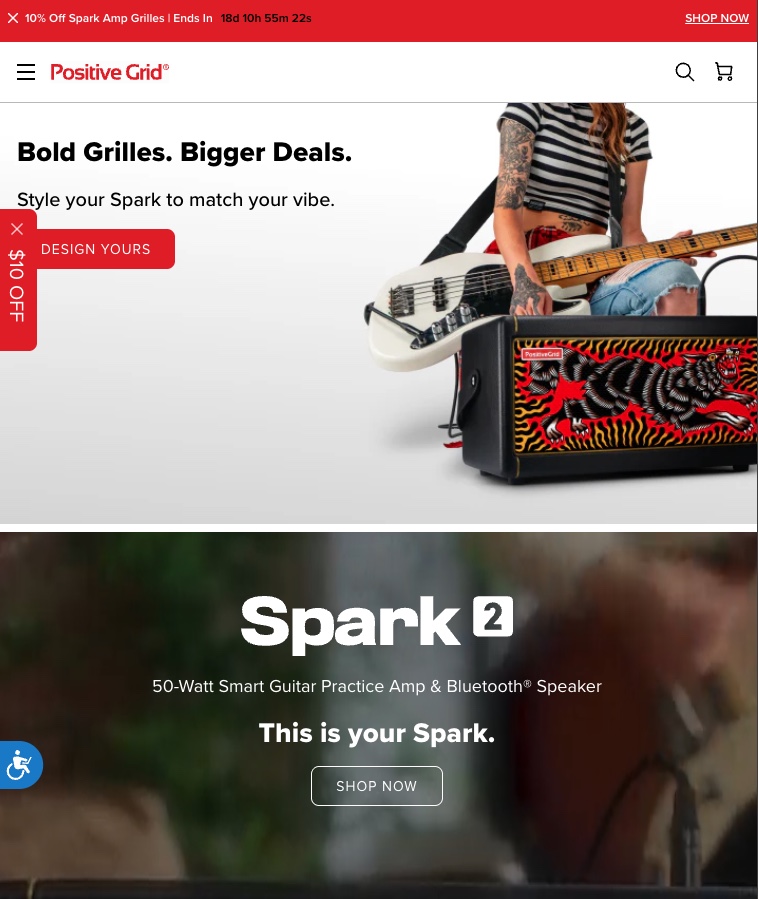 10% Off Spark Amp Grilles | Ends In 18d 10h 55m 22s
SHOP NOW
Positive Grid®
Bold Grilles. Bigger Deals.
Style your Spark to match your vibe.
DESIGN YOURS
$10 OFF
PositiveGrid
Spark 2
50-Watt Smart Guitar Practice Amp & Bluetooth® Speaker
This is your Spark.
SHOP NOW